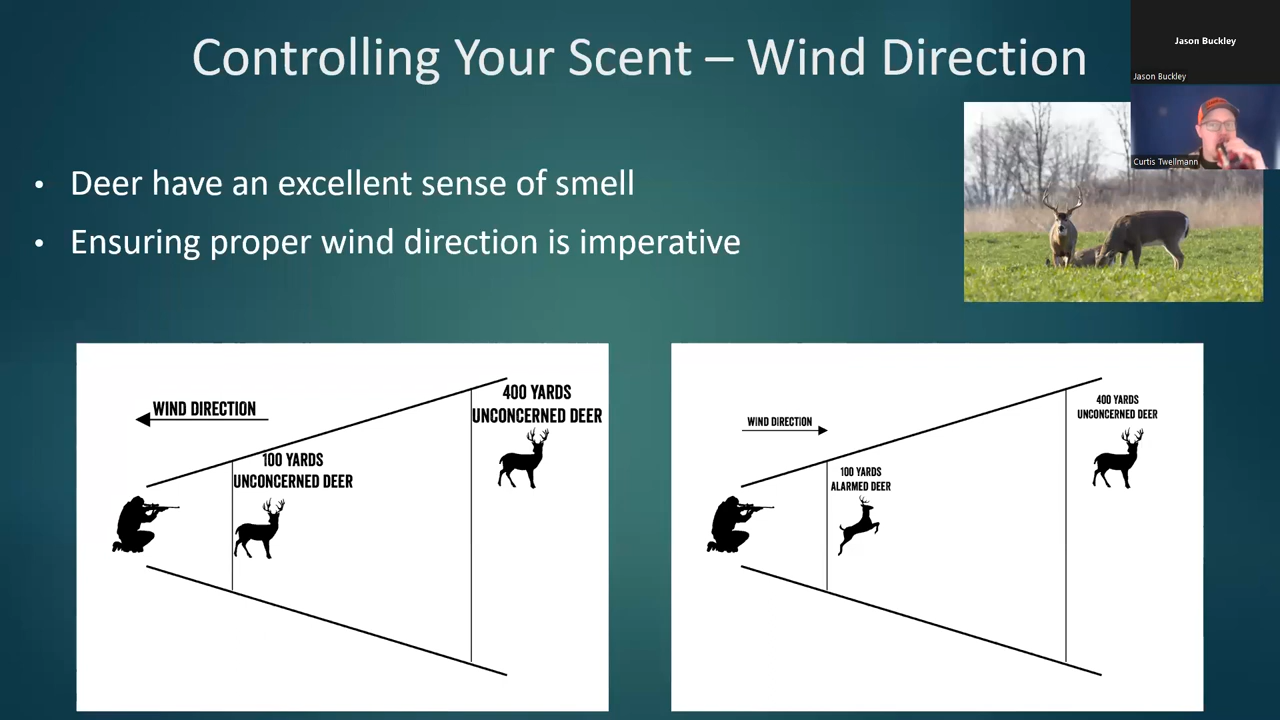 Controlling Your Scent – Wind Direction
Jason Buckley
Jason Buckley
Curtis Twellmann
• Deer have an excellent sense of smell
• Ensuring proper wind direction is imperative
WIND DIRECTION
400 YARDS
UNCONCERNED DEER
100 YARDS
UNCONCERNED DEER
WIND DIRECTION
400 YARDS
UNCONCERNED DEER
100 YARDS
ALARMED DEER